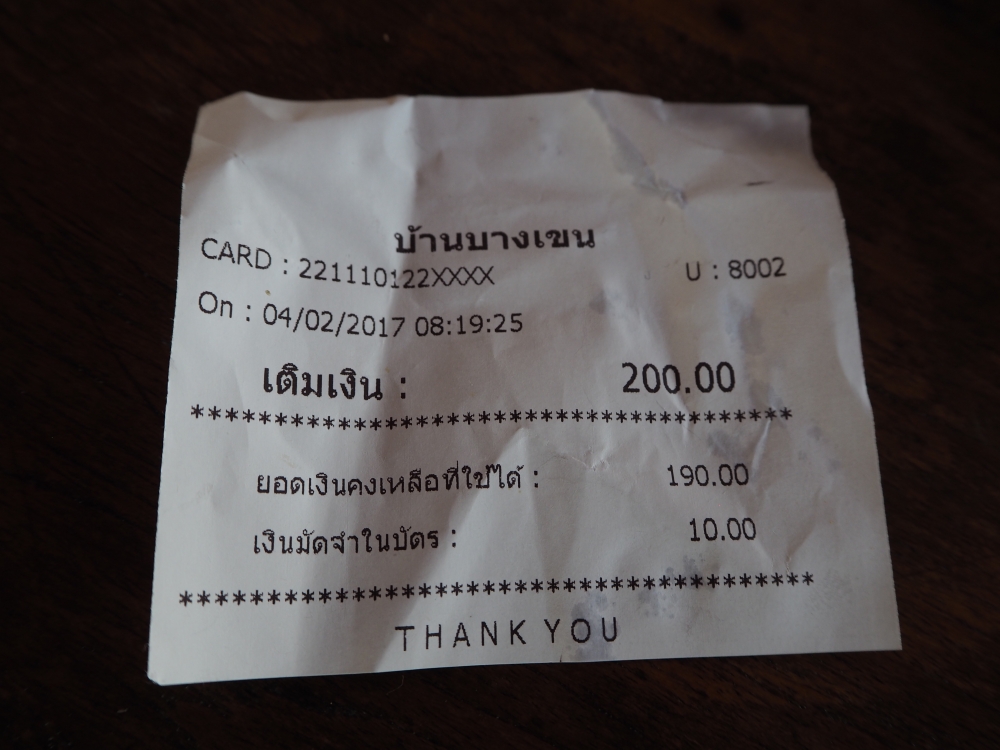 บ้านบางเขน
CARD : 221110122XXXX U : 8002
On : 04/02/2017 08:19:25
เติมเงิน : 200.00
************************************
ยอดเงินคงเหลือที่ใช้ได้ : 190.00
เงินมัดจำในบัตร : 10.00
************************************
THANK YOU